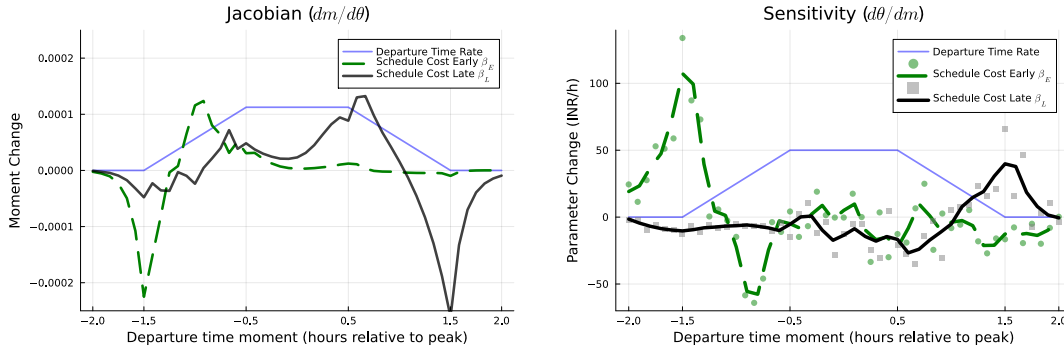 Jacobian (dm/dθ)
Moment Change
0.0002
0.0001
0.0000
−0.0001
−0.0002
Departure Time Rate
Schedule Cost Early β_E
Schedule Cost Late β_L
−2.0
−1.5
−0.5
0.5
1.5
2.0
Departure time moment (hours relative to peak)
Sensitivity (dθ/dm)
Parameter Change (INR/h)
100
50
0
−50
Departure Time Rate
Schedule Cost Early β_E
Schedule Cost Late β_L
−2.0
−1.5
−0.5
0.5
1.5
2.0
Departure time moment (hours relative to peak)